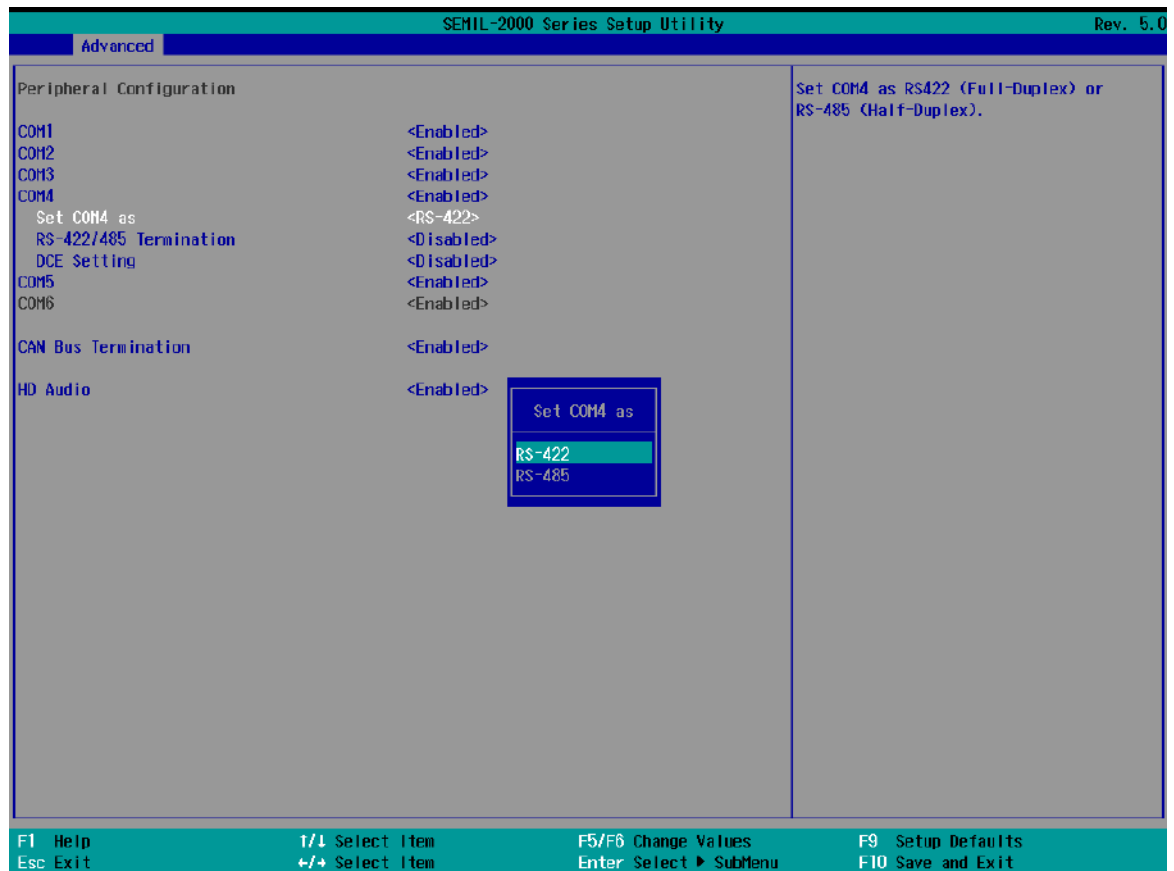 SEMIL-2000 Series Setup Utility Rev. 5.0
Advanced
Peripheral Configuration
Set COM4 as RS422 (Full-Duplex) or
RS-485 (Half-Duplex).
COM1 <Enabled>
COM2 <Enabled>
COM3 <Enabled>
COM4 <Enabled>
Set COM4 as <RS-422>
RS-422/485 Termination <Disabled>
DCE Setting <Disabled>
COM5 <Enabled>
COM6 <Enabled>
CAN Bus Termination <Enabled>
HD Audio <Enabled>
Set COM4 as
RS-422
RS-485
F1 Help ↑/↓ Select Item F5/F6 Change Values F9 Setup Defaults
Esc Exit ←/→ Select Item Enter Select ▶ SubMenu F10 Save and Exit